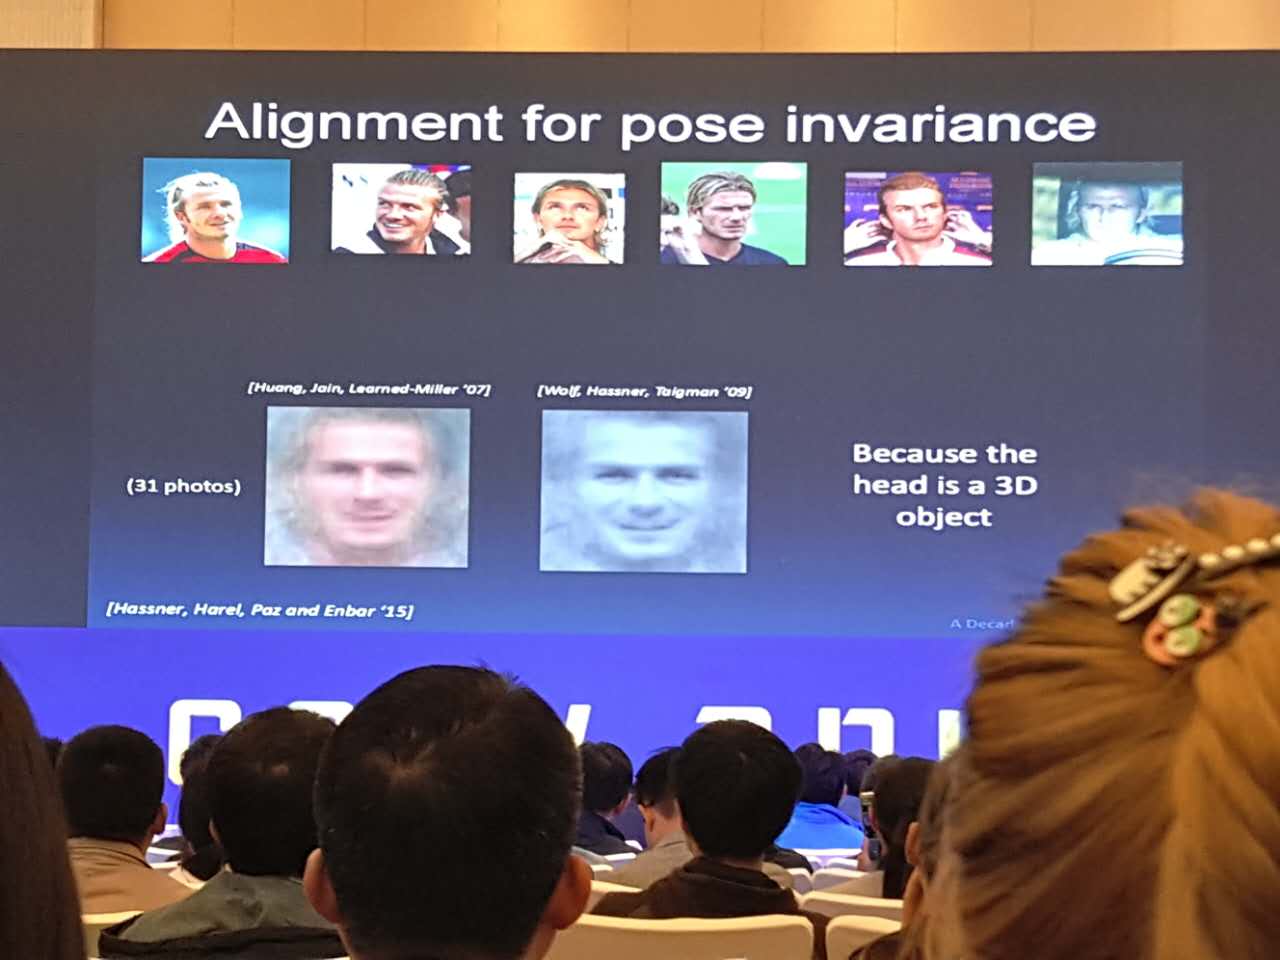 Alignment for pose invariance
[Huang, Jain, Learned-Miller '07]
[Wolf, Hassner, Taigman '09]
(31 photos)
Because the
head is a 3D
object
[Hassner, Harel, Paz and Enbar '15]
A